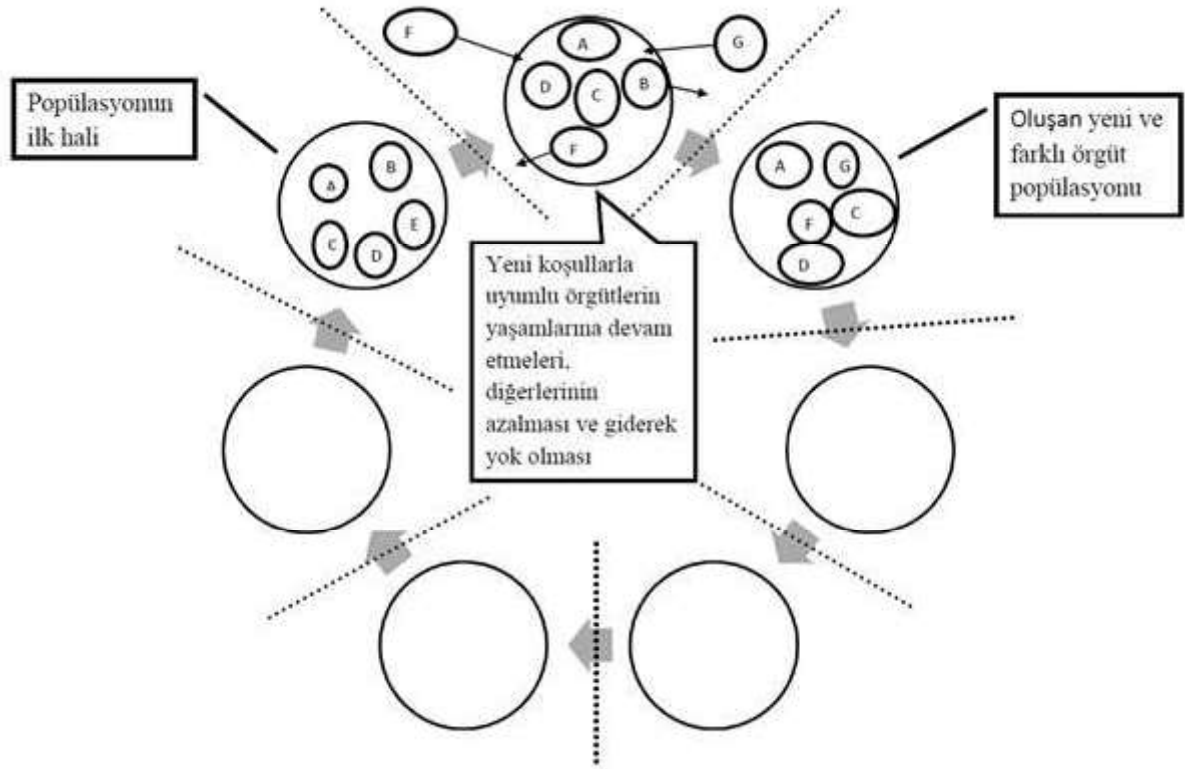 F
A
G
D
C
B
F
Popülasyonun
ilk hali
A
B
C
D
E
Oluşan yeni ve
farklı örgüt
popülasyonu
A
G
F
C
D
Yeni koşullarla
uyumlu örgütlerin
yaşamlarına devam
etmeleri,
diğerlerinin
azalması ve giderek
yok olması